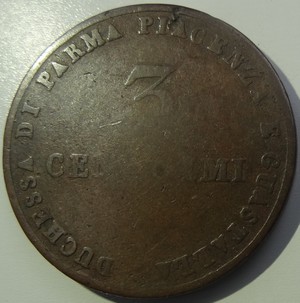 DUCHESSA DI PARMA PIACENZA E GUASTALLA
3
CENTESIMI